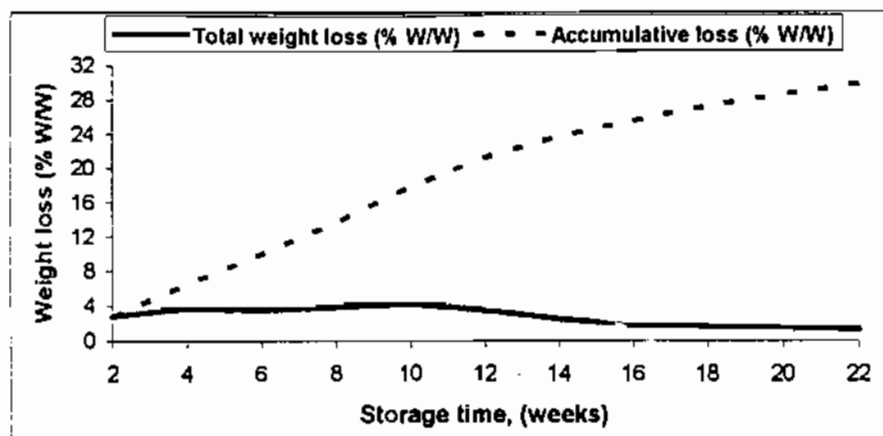 Total weight loss (% W/W) Accumulative loss (% W/W)
32
28
24
20
16
12
8
4
0
Weight loss (% W/W)
2 4 6 8 10 12 14 16 18 20 22
Storage time, (weeks)